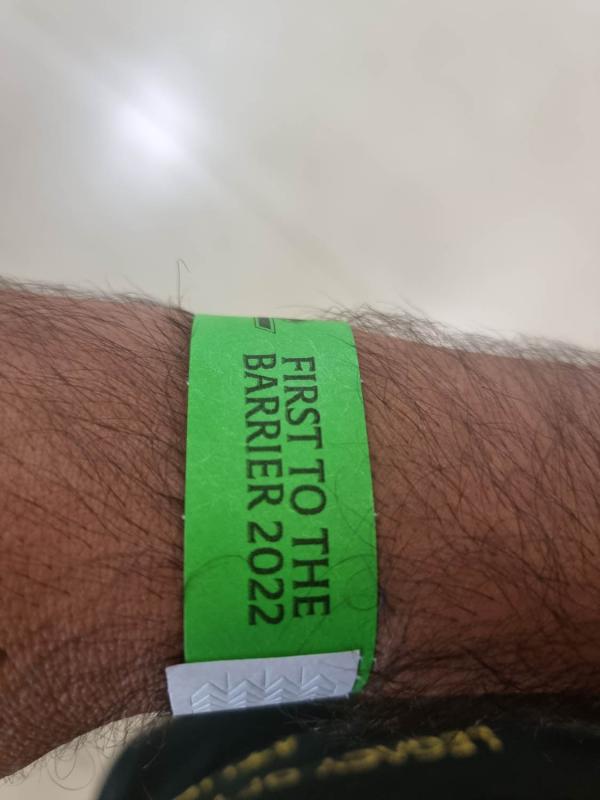 FIRST TO THE
BARRIER 2022